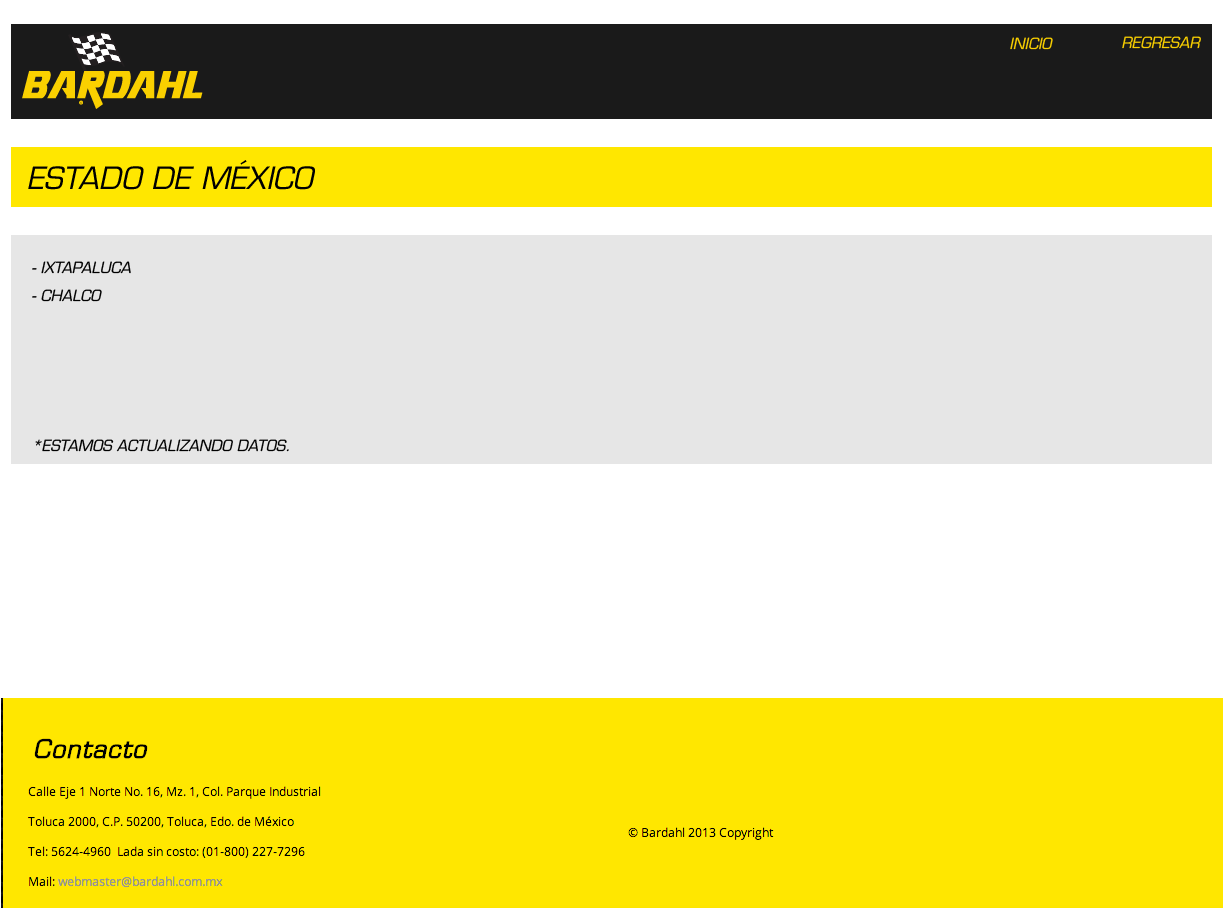 BARDAHL
INICIO
REGRESAR
ESTADO DE MÉXICO
- IXTAPALUCA
- CHALCO
*ESTAMOS ACTUALIZANDO DATOS.
Contacto
Calle Eje 1 Norte No. 16, Mz. 1, Col. Parque Industrial
Toluca 2000, C.P. 50200, Toluca, Edo. de México
Tel: 5624-4960  Lada sin costo: (01-800) 227-7296
Mail: webmaster@bardahl.com.mx
© Bardahl 2013 Copyright